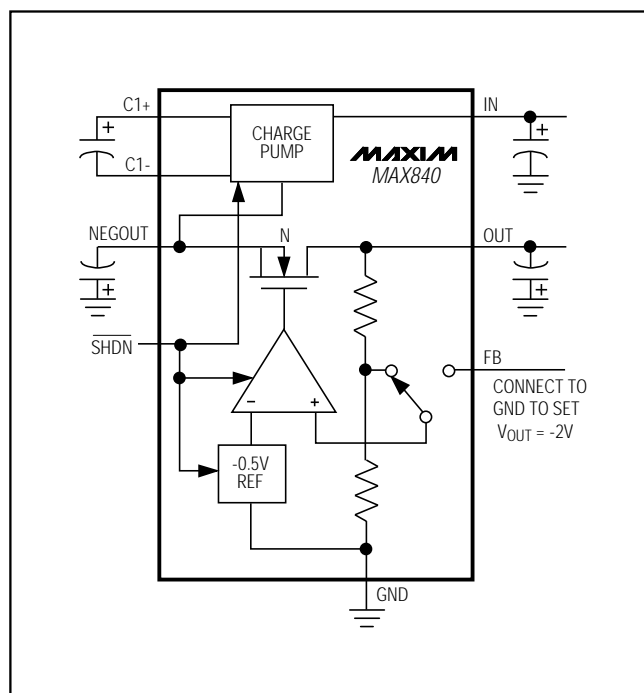 C1+
IN
+
CHARGE
PUMP
+
MAXIM
MAX840
C1-
NEGOUT
N
OUT
+
+
SHDN
FB
CONNECT TO
GND TO SET
VOUT = -2V
- +
-0.5V
REF
GND